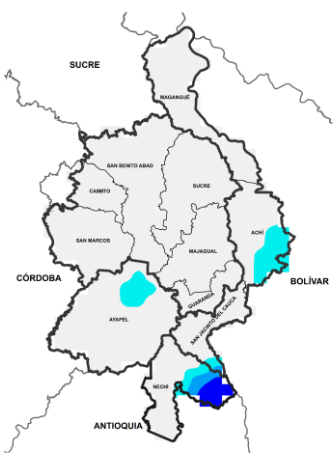 SUCRE
MAGANGUÉ
SAN BENITO ABAD
CAIMITO
SUCRE
SAN MARCOS
ACHÍ
MAJAGUAL
CÓRDOBA
BOLÍVAR
GUARANDA
AYAPEL
SAN JACINTO DEL CAUCA
NECHÍ
ANTIOQUIA